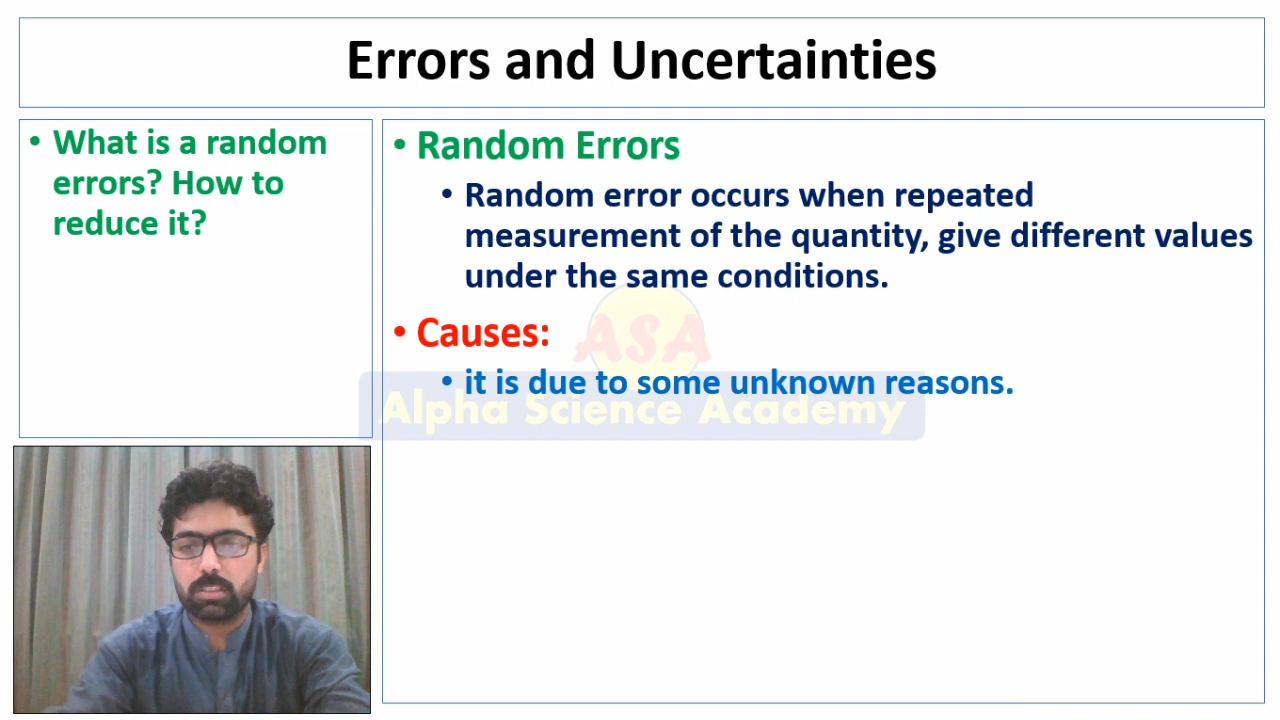 Errors and Uncertainties
• What is a random
errors? How to
reduce it?
• Random Errors
• Random error occurs when repeated
measurement of the quantity, give different values
under the same conditions.
• Causes:
• it is due to some unknown reasons.
ASA
Alpha Science Academy